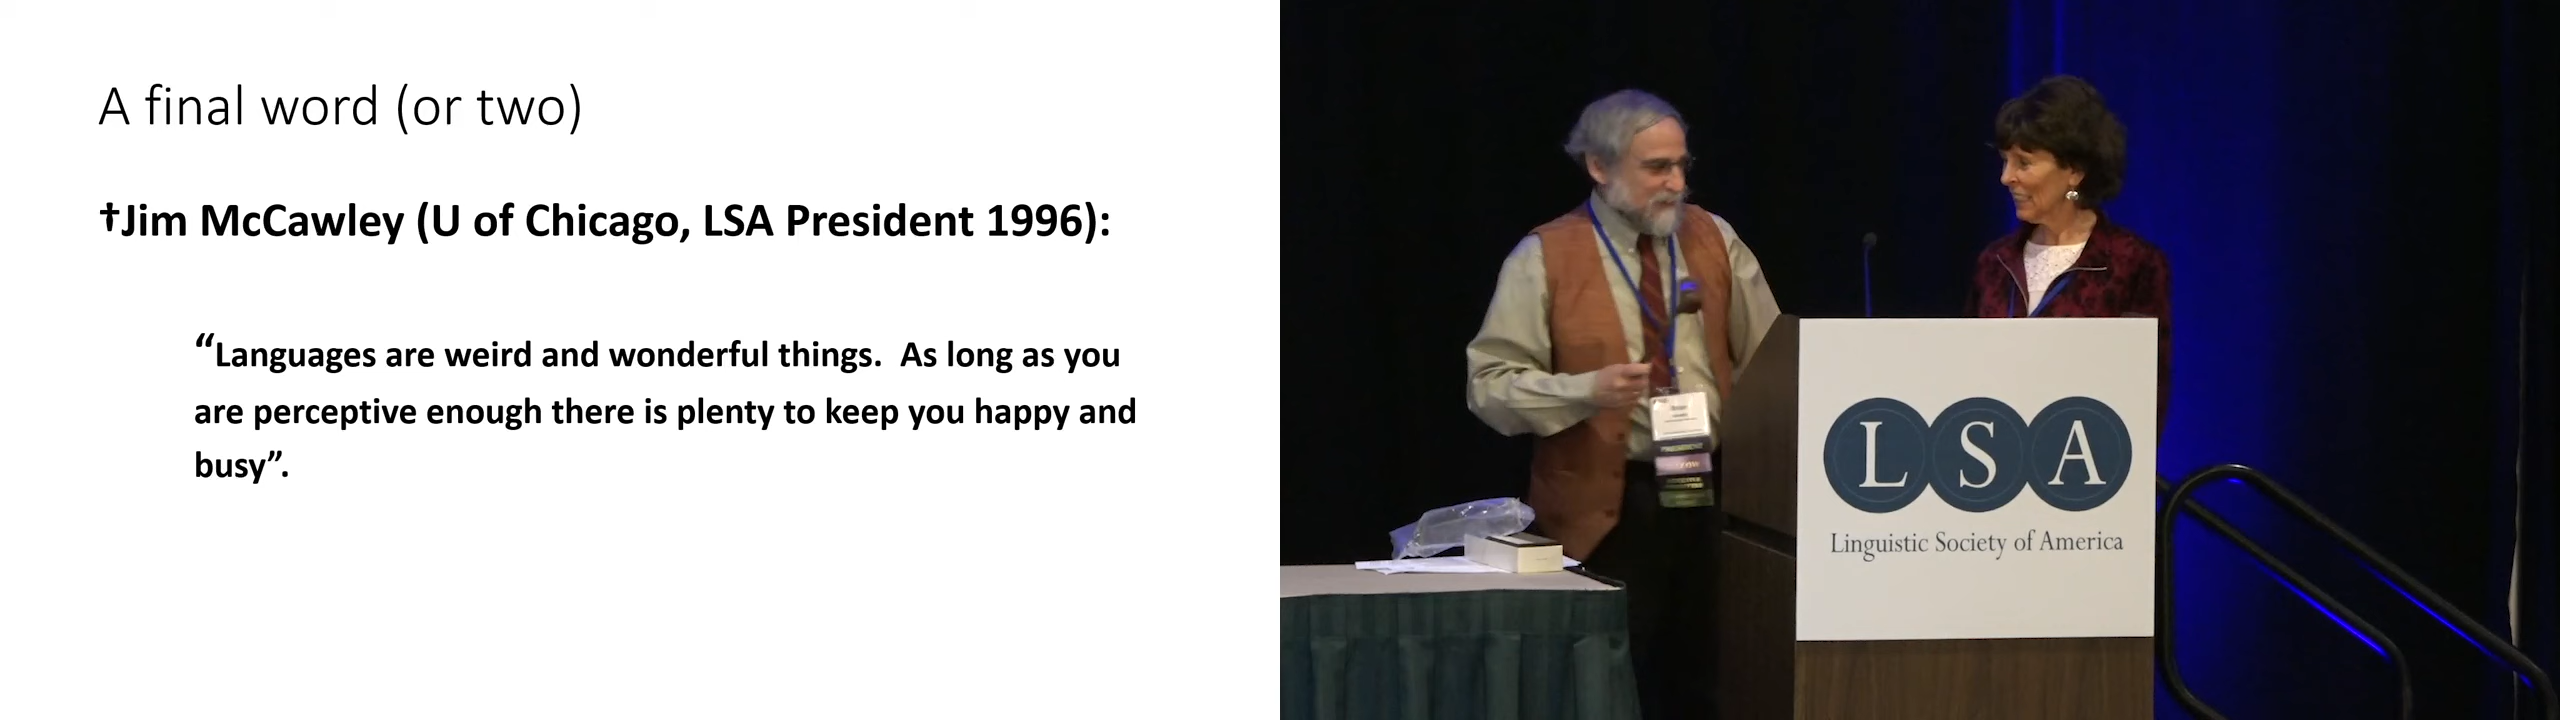 A final word (or two)
†Jim McCawley (U of Chicago, LSA President 1996):
“Languages are weird and wonderful things.  As long as you
are perceptive enough there is plenty to keep you happy and
busy”.
LSA
Linguistic Society of America